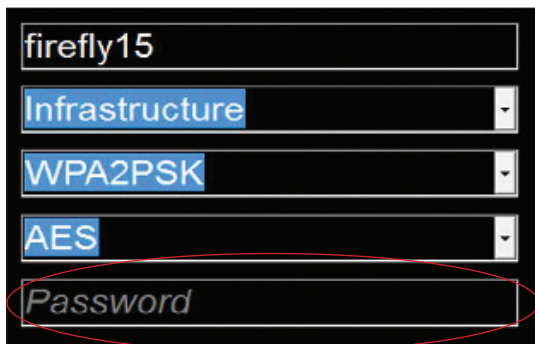 firefly15
Infrastructure
WPA2PSK
AES
Password